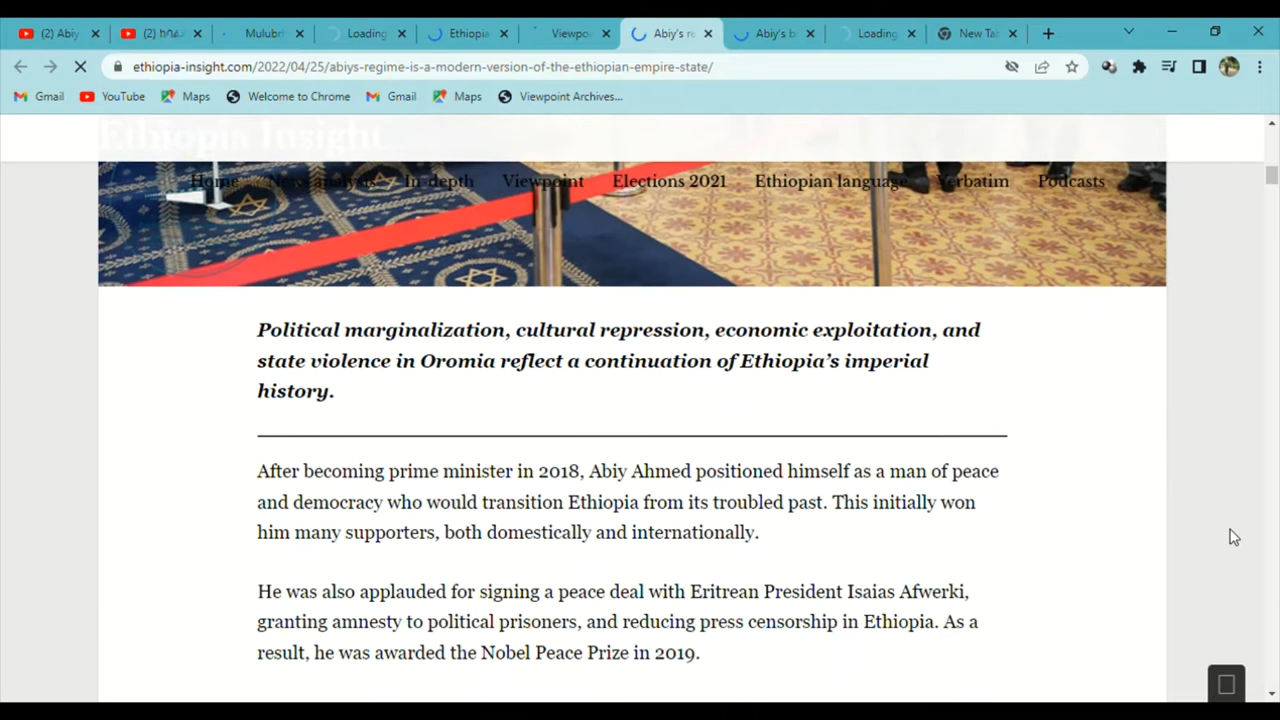 (2) Abiy
(2) ከባሕ
Mulubrh
Loading
Ethiopia
Viewpoi
Abiy's re
Abiy's b
Loading
New Tab
ethiopia-insight.com/2022/04/25/abiys-regime-is-a-modern-version-of-the-ethiopian-empire-state/
Gmail YouTube Maps Welcome to Chrome Gmail Maps Viewpoint Archives...
Ethiopia Insight
Home News analysis In-depth Viewpoint Elections 2021 Ethiopian language Verbatim Podcasts
Political marginalization, cultural repression, economic exploitation, and
state violence in Oromia reflect a continuation of Ethiopia's imperial
history.
After becoming prime minister in 2018, Abiy Ahmed positioned himself as a man of peace
and democracy who would transition Ethiopia from its troubled past. This initially won
him many supporters, both domestically and internationally.
He was also applauded for signing a peace deal with Eritrean President Isaias Afwerki,
granting amnesty to political prisoners, and reducing press censorship in Ethiopia. As a
result, he was awarded the Nobel Peace Prize in 2019.